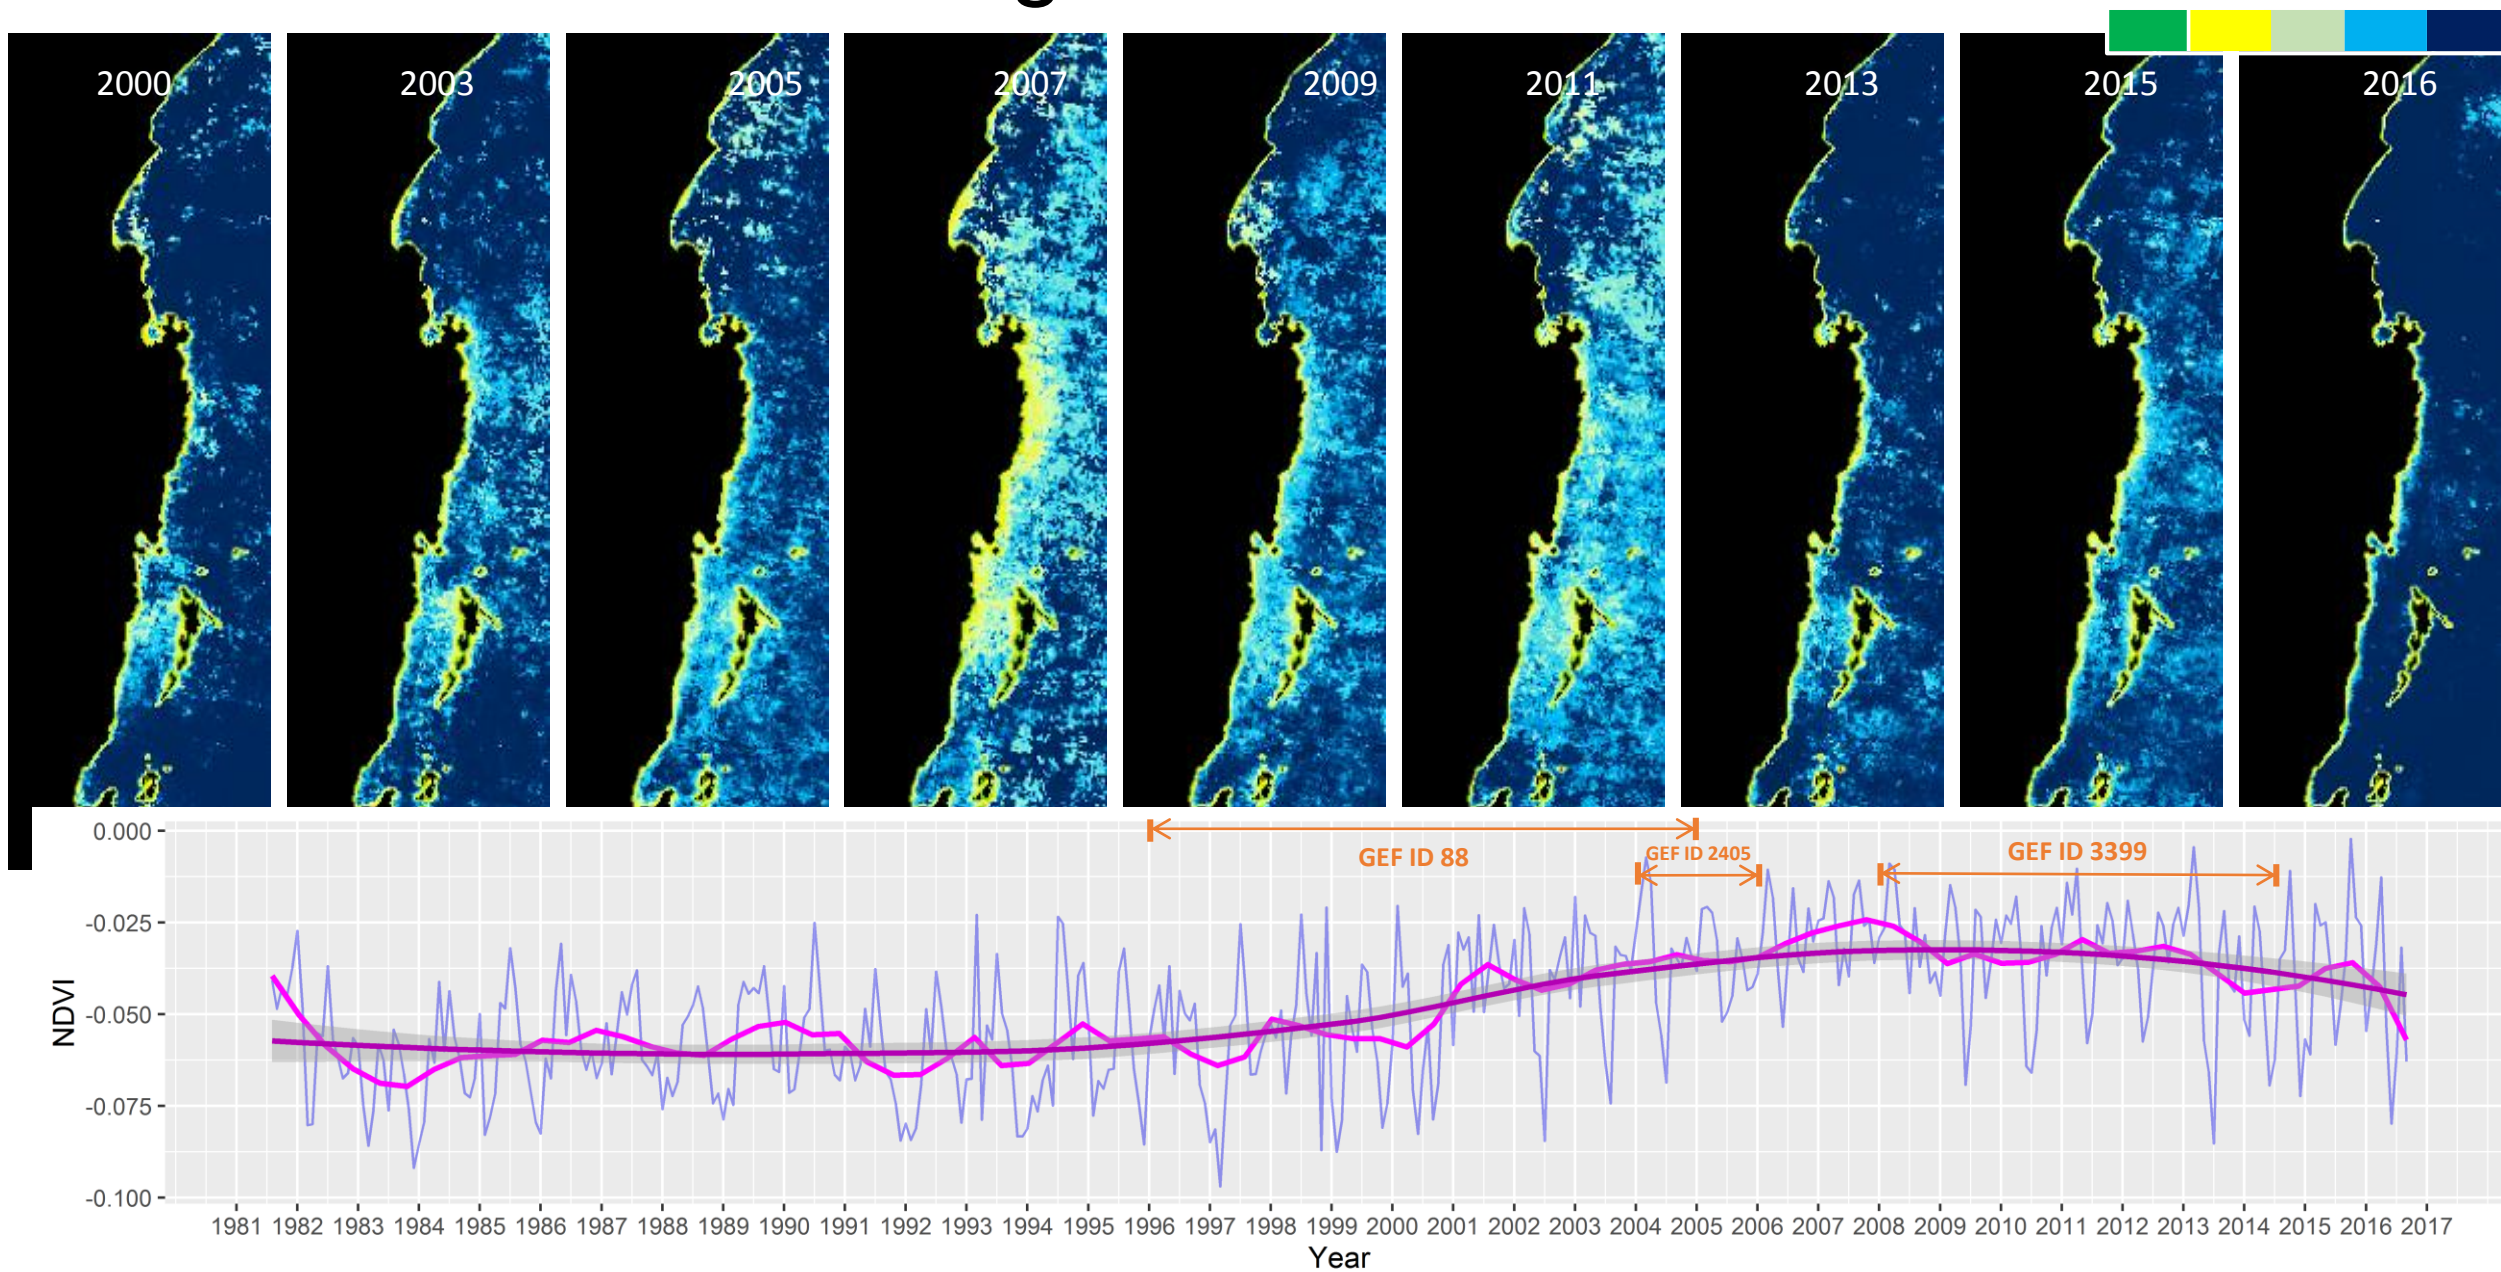 2000 2003 2005 2007 2009 2011 2013 2015 2016
0.000
-0.025
-0.050
-0.075
-0.100
NDVI
GEF ID 88
GEF ID 2405
GEF ID 3399
1981 1982 1983 1984 1985 1986 1987 1988 1989 1990 1991 1992 1993 1994 1995 1996 1997 1998 1999 2000 2001 2002 2003 2004 2005 2006 2007 2008 2009 2010 2011 2012 2013 2014 2015 2016 2017
Year